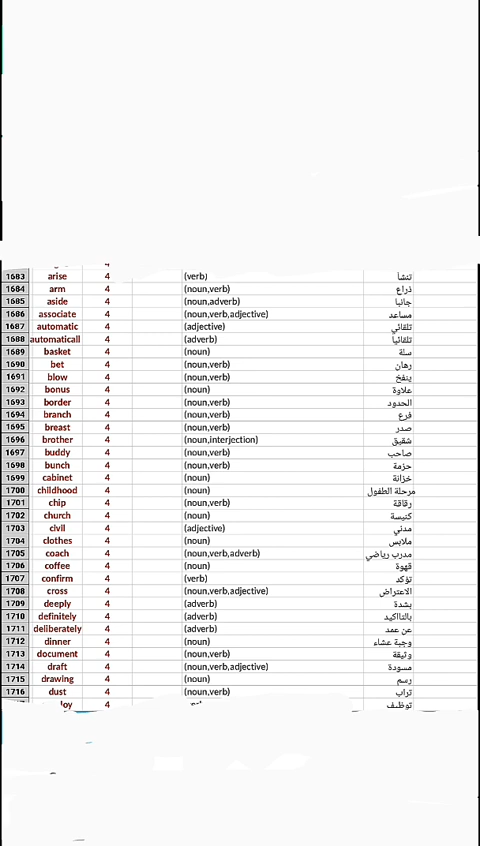 4
1683 arise 4 (verb) تنشأ
1684 arm 4 (noun,verb) ذراع
1685 aside 4 (noun,adverb) جانبا
1686 associate 4 (noun,verb,adjective) مساعد
1687 automatic 4 (adjective) تلقائي
1688 automaticall 4 (adverb) تلقائيا
1689 basket 4 (noun) سلة
1690 bet 4 (noun,verb) رهان
1691 blow 4 (noun,verb) ينفخ
1692 bonus 4 (noun) علاوة
1693 border 4 (noun,verb) الحدود
1694 branch 4 (noun,verb) فرع
1695 breast 4 (noun,verb) صدر
1696 brother 4 (noun,interjection) شقيق
1697 buddy 4 (noun,verb) صاحب
1698 bunch 4 (noun,verb) حزمة
1699 cabinet 4 (noun) خزانة
1700 childhood 4 (noun) مرحلة الطفول
1701 chip 4 (noun,verb) رقاقة
1702 church 4 (noun) كنيسة
1703 civil 4 (adjective) مدني
1704 clothes 4 (noun) ملابس
1705 coach 4 (noun,verb,adverb) مدرب رياضي
1706 coffee 4 (noun) قهوة
1707 confirm 4 (verb) تؤكد
1708 cross 4 (noun,verb,adjective) الاعتراض
1709 deeply 4 (adverb) بشدة
1710 definitely 4 (adverb) بالتااكيد
1711 deliberately 4 (adverb) عن عمد
1712 dinner 4 (noun) وجبة عشاء
1713 document 4 (noun,verb) وثيقة
1714 draft 4 (noun,verb,adjective) مسودة
1715 drawing 4 (noun) رسم
1716 dust 4 (noun,verb) تراب
loy 4 توظيف